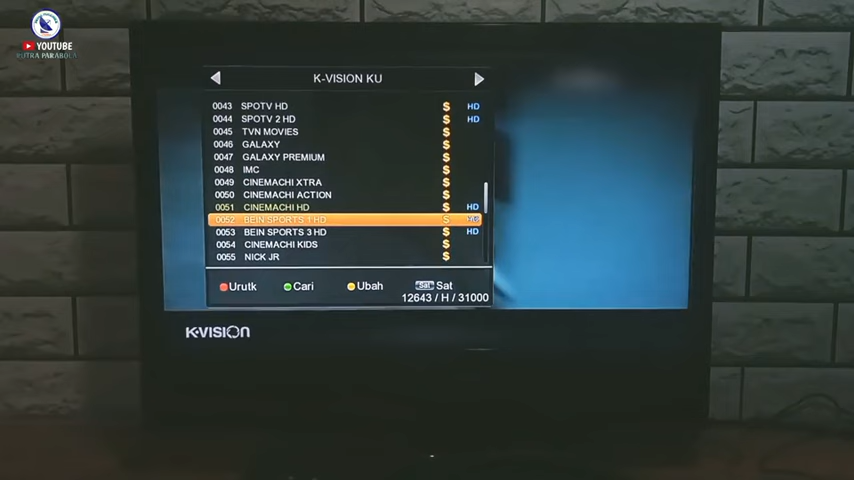 YOUTUBE
PUTRA PARABOLA
K-VISION KU
0043 SPOTV HD $ HD
0044 SPOTV 2 HD $ HD
0045 TVN MOVIES $
0046 GALAXY $
0047 GALAXY PREMIUM $
0048 IMC $
0049 CINEMACHI XTRA $
0050 CINEMACHI ACTION $
0051 CINEMACHI HD $ HD
0052 BEIN SPORTS 1 HD $ HD
0053 BEIN SPORTS 3 HD $ HD
0054 CINEMACHI KIDS $
0055 NICK JR $
Urutk Cari Ubah Sat Sat
12643 / H / 31000
K-VISION